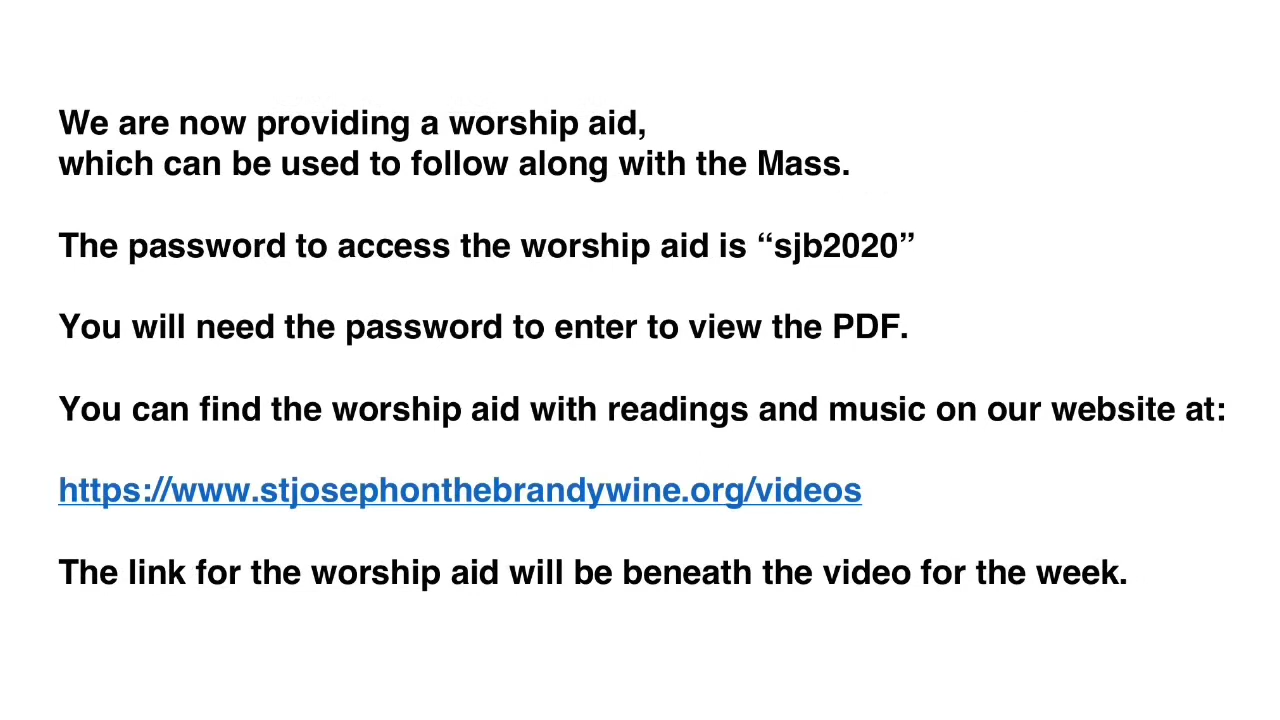 We are now providing a worship aid,
which can be used to follow along with the Mass.
The password to access the worship aid is “sjb2020”
You will need the password to enter to view the PDF.
You can find the worship aid with readings and music on our website at:
https://www.stjosephonthebrandywine.org/videos
The link for the worship aid will be beneath the video for the week.